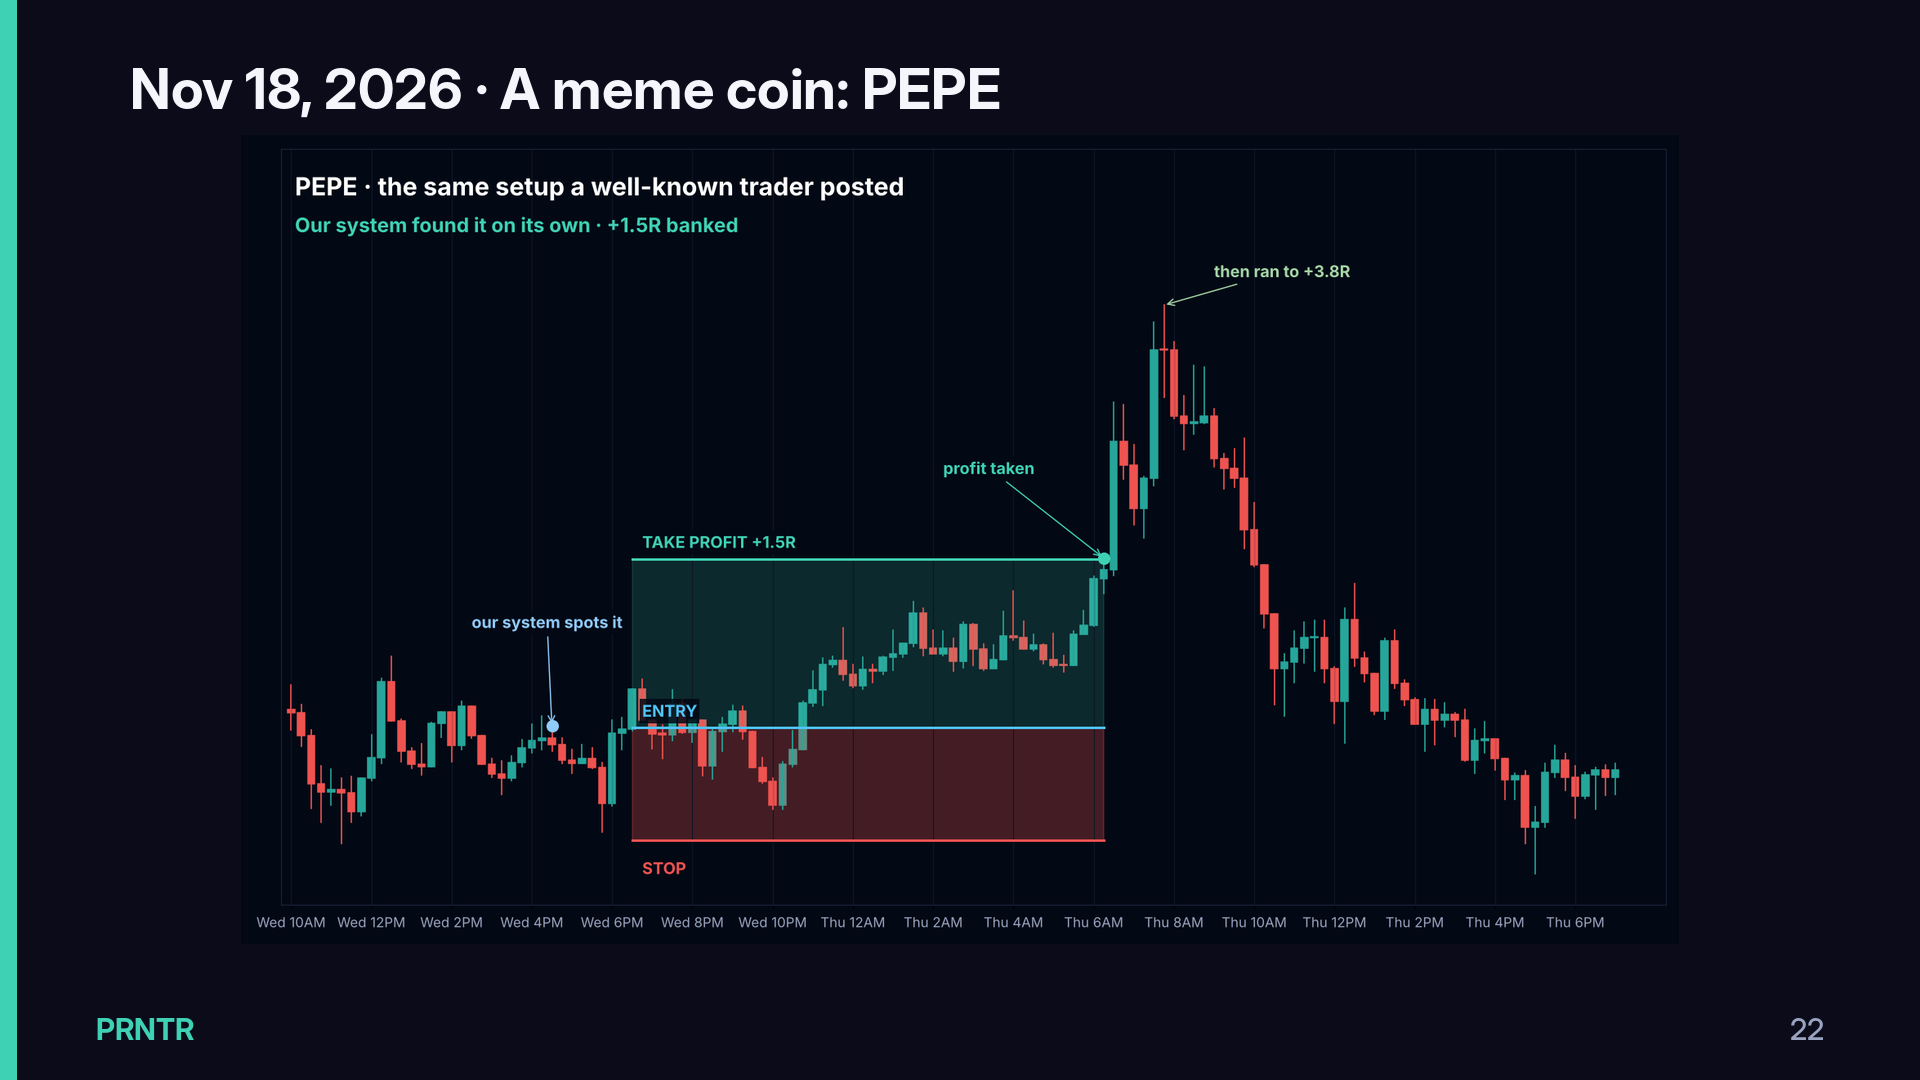 Nov 18, 2026 · A meme coin: PEPE
PEPE · the same setup a well-known trader posted
Our system found it on its own · +1.5R banked
then ran to +3.8R
profit taken
TAKE PROFIT +1.5R
our system spots it
ENTRY
STOP
Wed 10AM Wed 12PM Wed 2PM Wed 4PM Wed 6PM Wed 8PM Wed 10PM Thu 12AM Thu 2AM Thu 4AM Thu 6AM Thu 8AM Thu 10AM Thu 12PM Thu 2PM Thu 4PM Thu 6PM
PRNTR
22